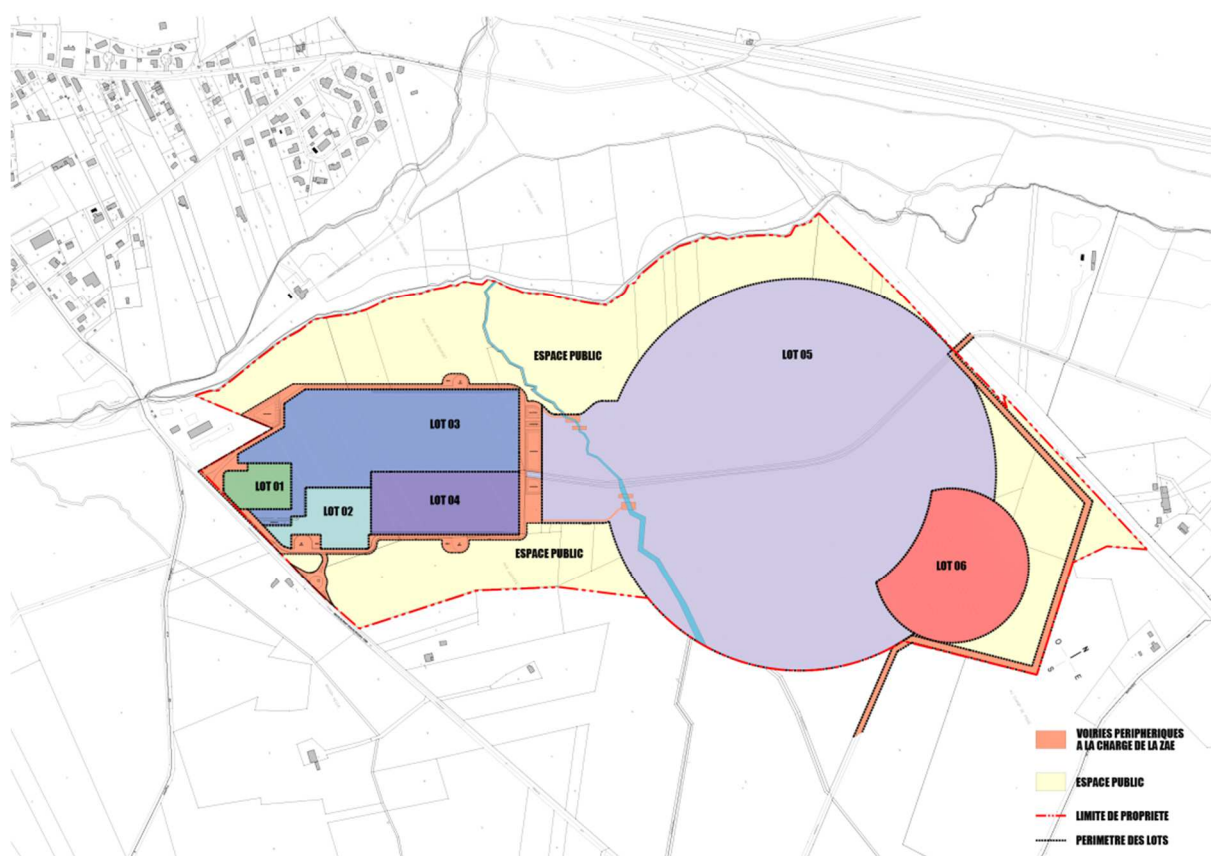 LOT 05
ESPACE PUBLIC
LOT 03
LOT 01
LOT 04
LOT 02
ESPACE PUBLIC
LOT 06
VOIRIES PERIPHERIQUES
A LA CHARGE DE LA ZAE
ESPACE PUBLIC
LIMITE DE PROPRIETE
PERIMETRE DES LOTS